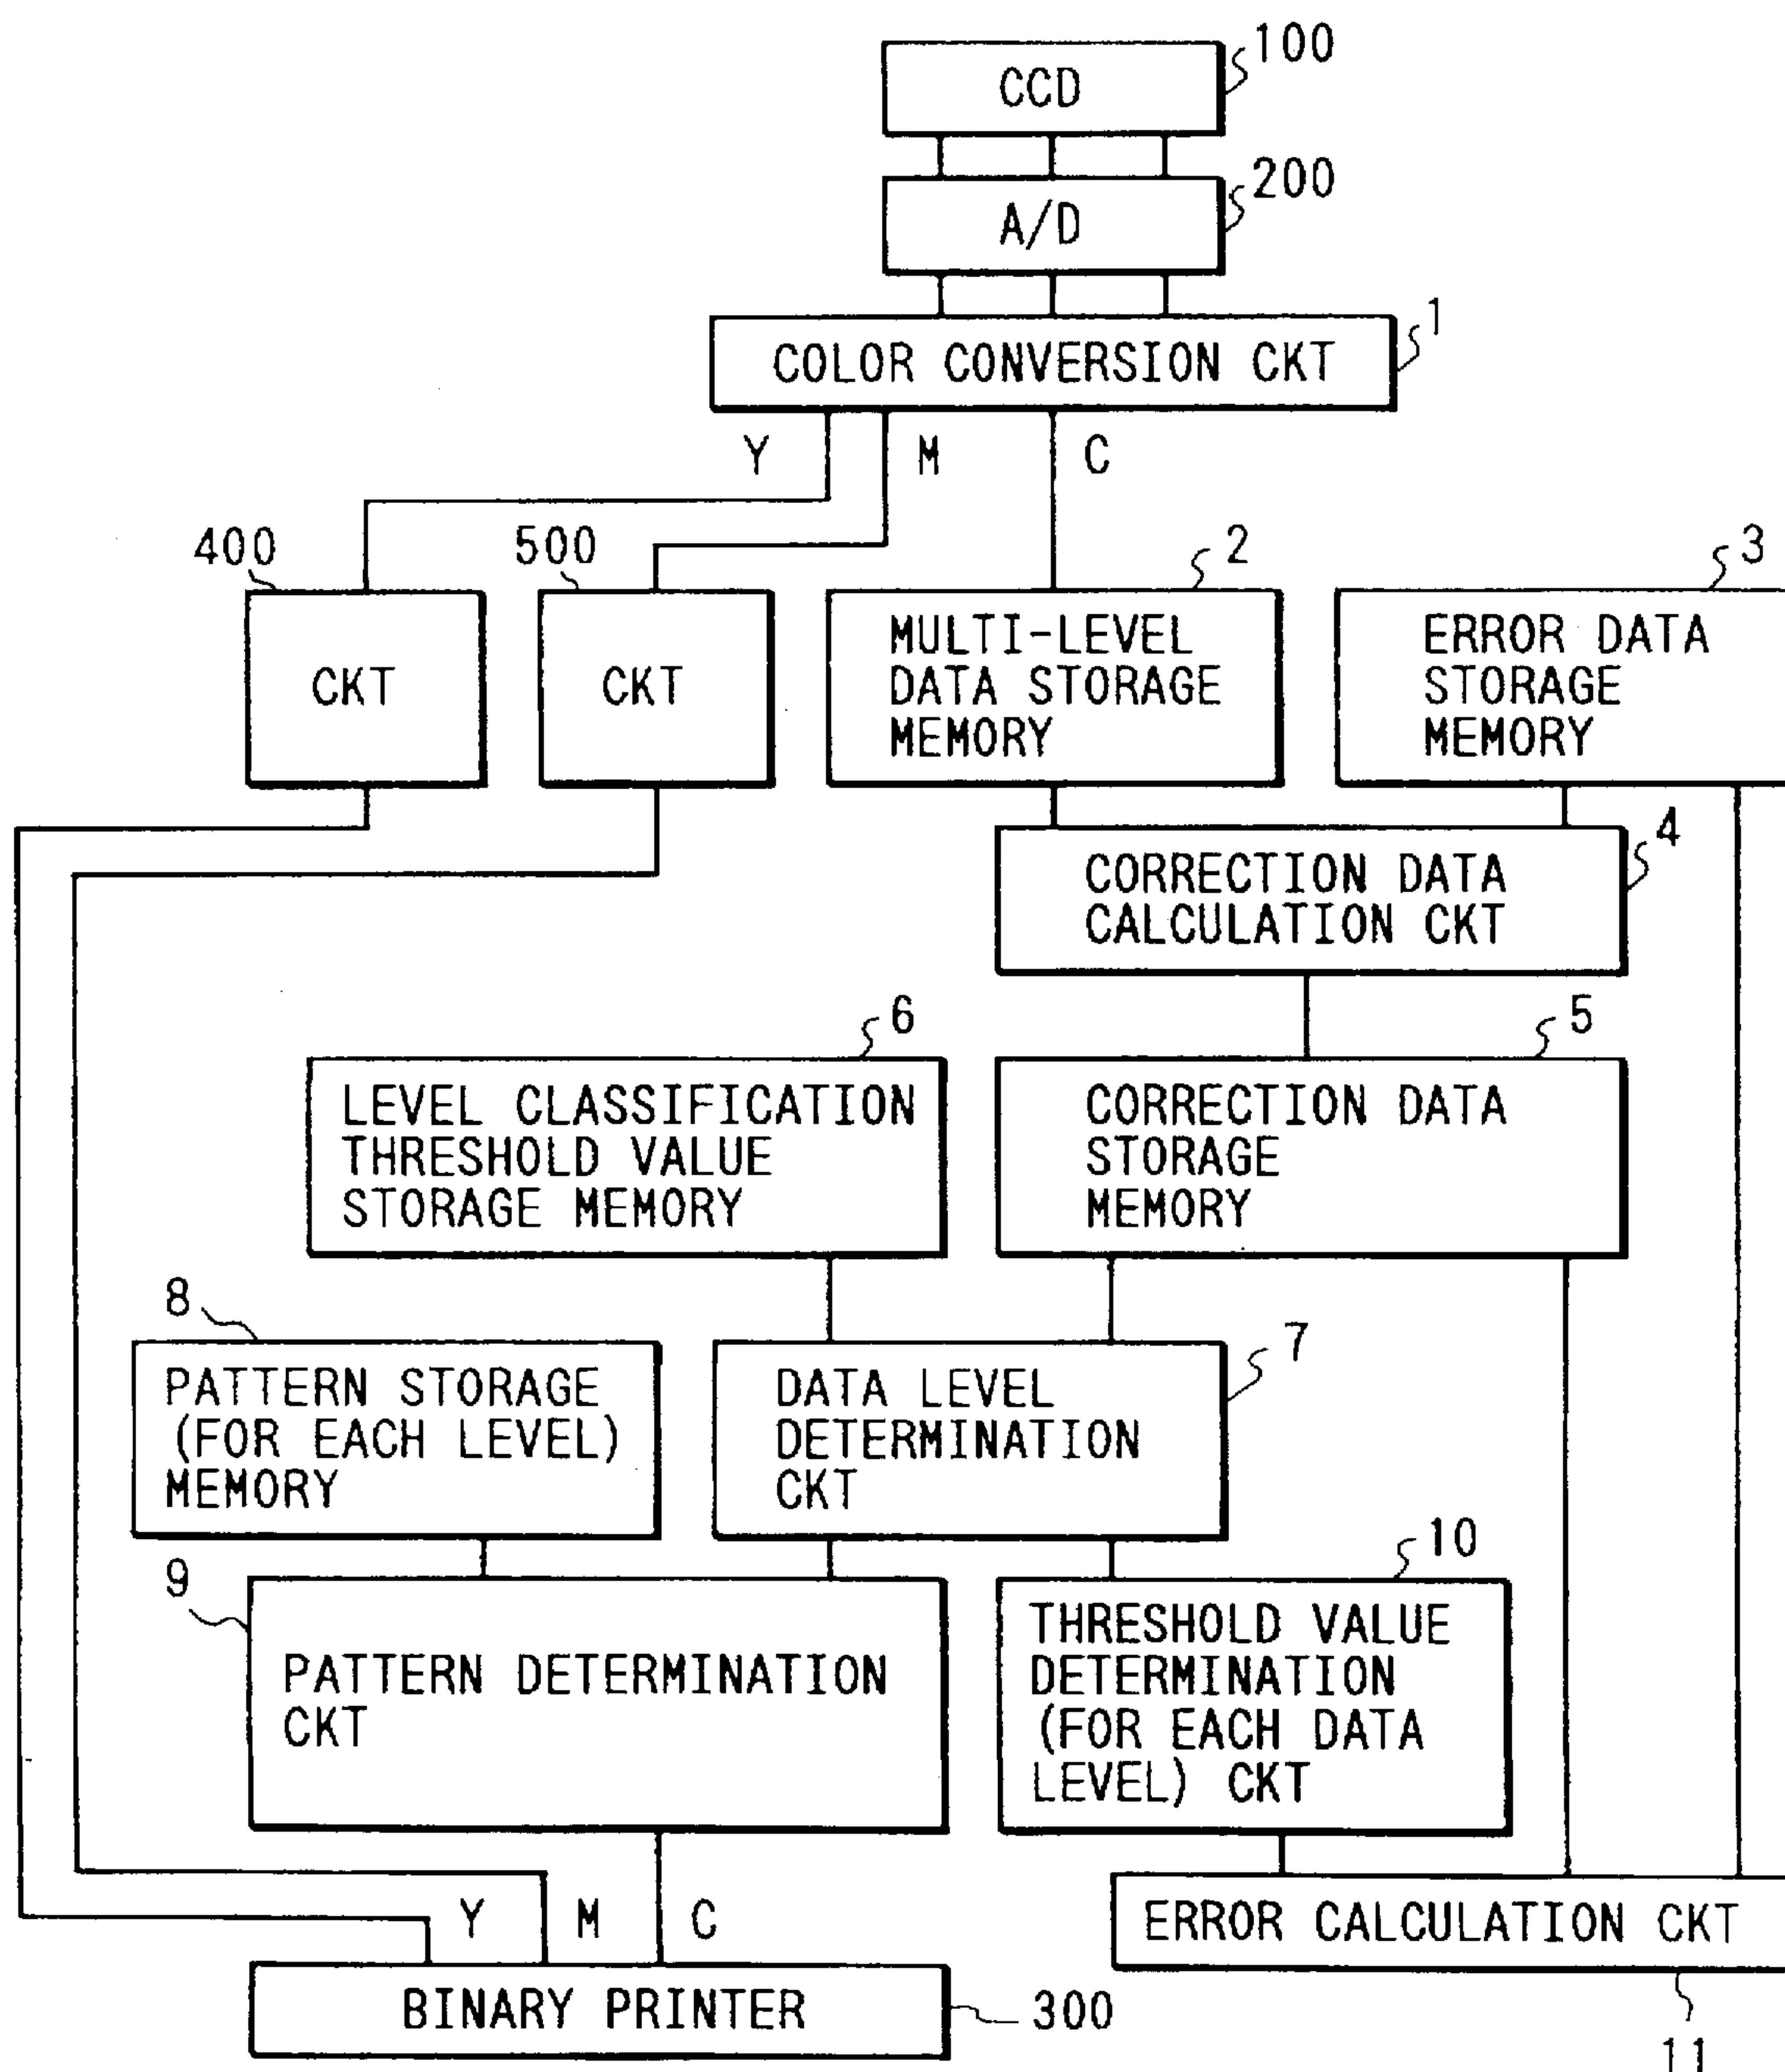 100
CCD
200
A/D
1
COLOR CONVERSION CKT
Y M C
400 500 2 3
CKT
CKT
MULTI-LEVEL
DATA STORAGE
MEMORY
ERROR DATA
STORAGE
MEMORY
4
CORRECTION DATA
CALCULATION CKT
6 5
LEVEL CLASSIFICATION
THRESHOLD VALUE
STORAGE MEMORY
CORRECTION DATA
STORAGE
MEMORY
8 7
PATTERN STORAGE
(FOR EACH LEVEL)
MEMORY
DATA LEVEL
DETERMINATION
CKT
9 10
PATTERN DETERMINATION
CKT
THRESHOLD VALUE
DETERMINATION
(FOR EACH DATA
LEVEL) CKT
Y M C
ERROR CALCULATION CKT
BINARY PRINTER
300
11